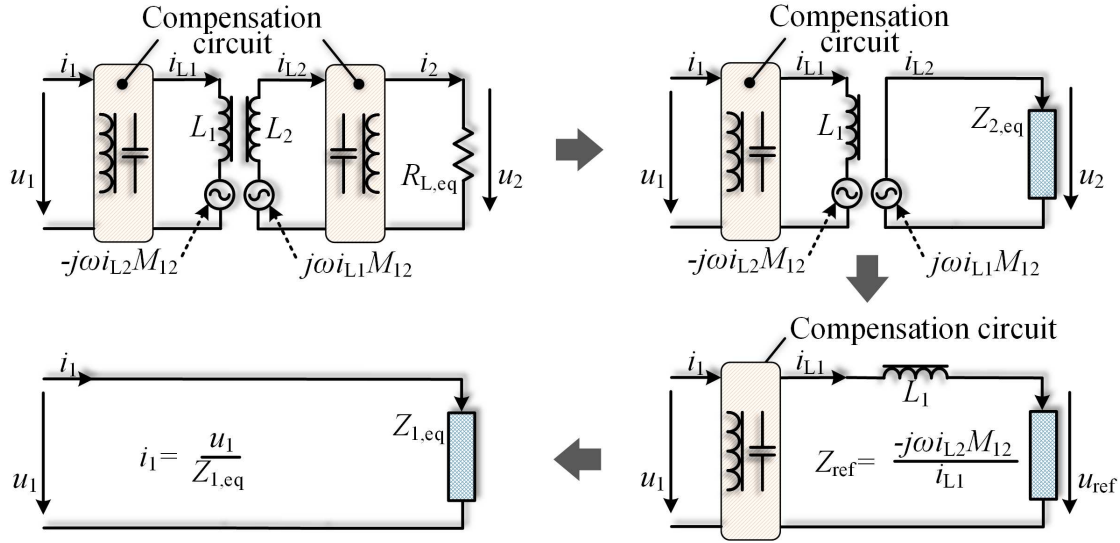 Compensation
circuit
i1
iL1
iL2
i2
u1
L1
L2
RL,eq
u2
-jωiL2M12
jωiL1M12
Compensation
circuit
i1
iL1
iL2
u1
L1
Z2,eq
u2
-jωiL2M12
jωiL1M12
i1
u1
i1= u1
Z1,eq
Z1,eq
Compensation circuit
i1
iL1
L1
u1
Zref= -jωiL2M12
iL1
uref